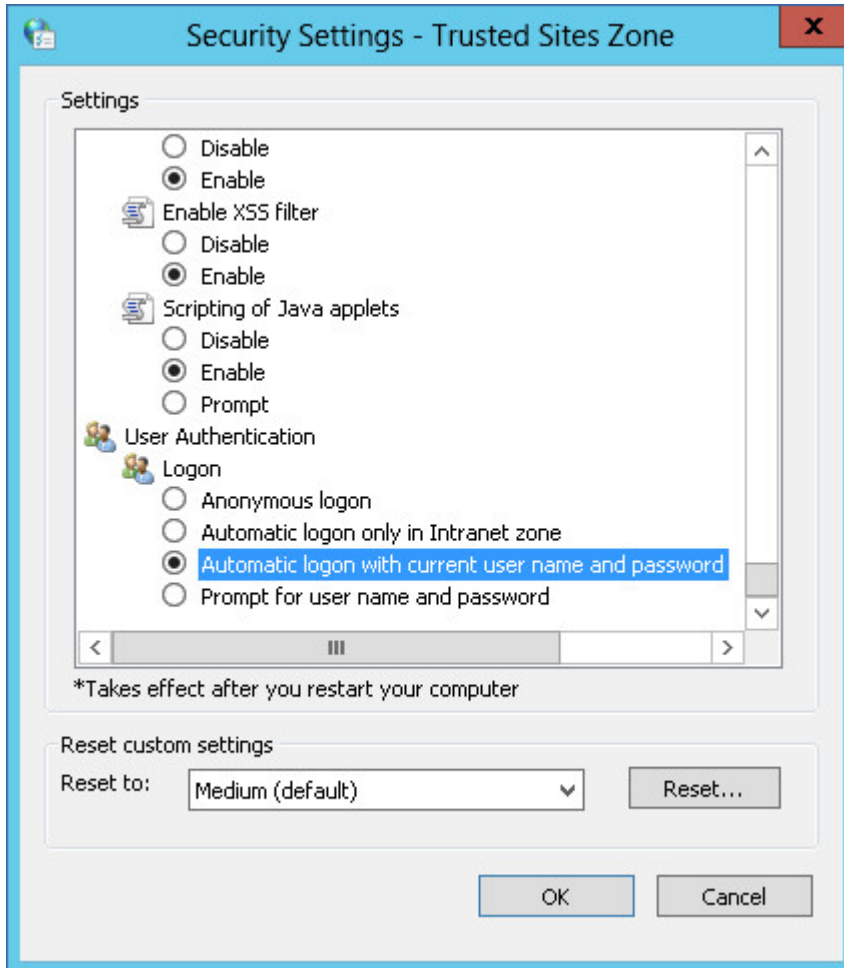 Security Settings - Trusted Sites Zone
x
Settings
Disable
Enable
Enable XSS filter
Disable
Enable
Scripting of Java applets
Disable
Enable
Prompt
User Authentication
Logon
Anonymous logon
Automatic logon only in Intranet zone
Automatic logon with current user name and password
Prompt for user name and password
*Takes effect after you restart your computer
Reset custom settings
Reset to: Medium (default) Reset...
OK Cancel